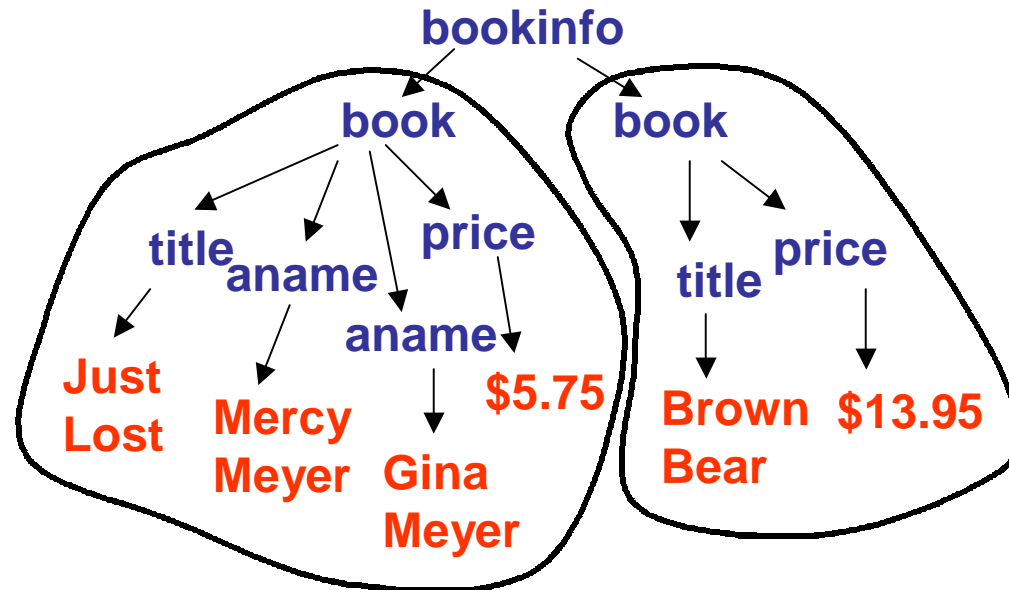 bookinfo
book
book
title
aname
price
aname
title
price
Just
Lost
Mercy
Meyer
Gina
Meyer
$5.75
Brown
Bear
$13.95